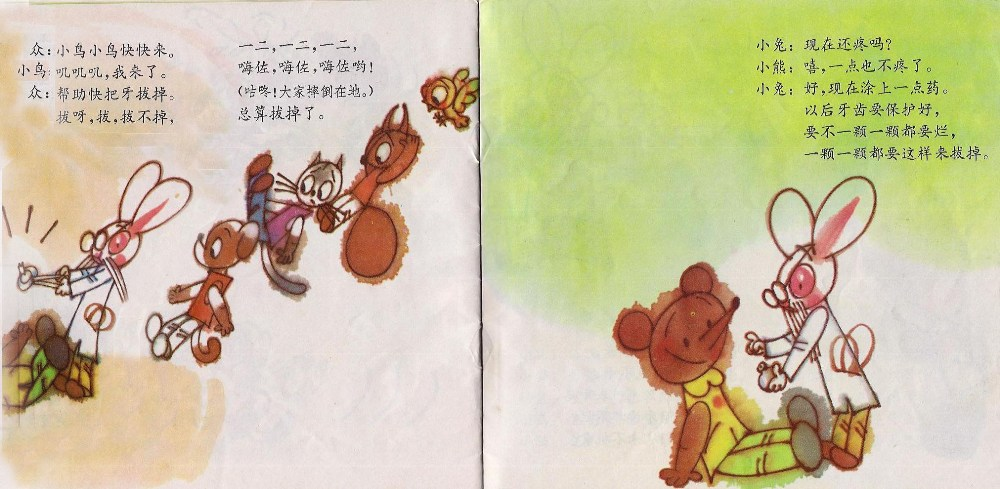 众：小鸟小鸟快快来。
小鸟：叽叽叽，我来了。
众：帮助快把牙拔掉。
拔呀，拔，拔不掉，
一二，一二，一二，
嗨佐，嗨佐，嗨佐哟！
（咕咚！大家摔倒在地。）
总算拔掉了。
小兔：现在还疼吗？
小熊：嘻，一点也不疼了。
小兔：好，现在涂上一点药。
以后牙齿要保护好，
要不一颗一颗都要烂，
一颗一颗都要这样来拔掉。